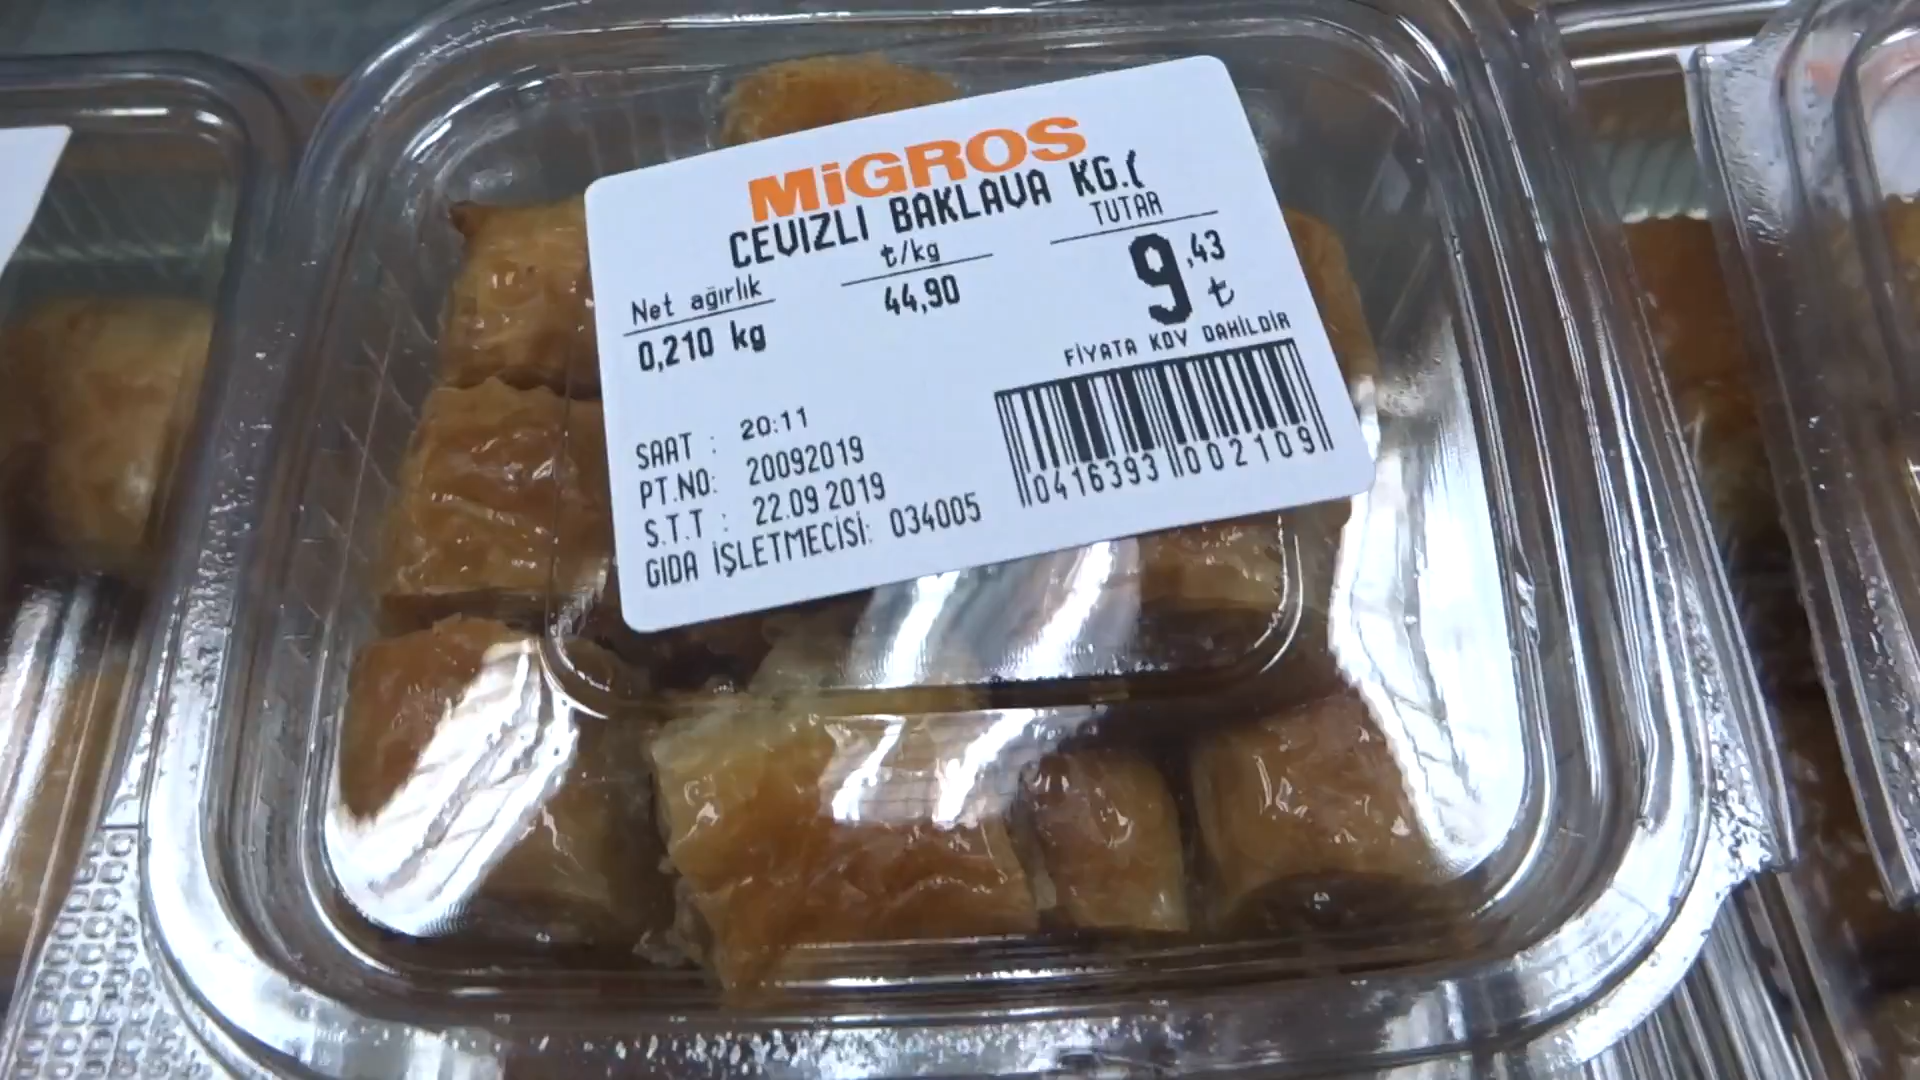 MiGROS
CEVIZLI BAKLAVA KG.(
Net ağırlık
0,210 kg
₺/kg
44,90
TUTAR
9,43
₺
FİYATA KDV DAHİLDİR
SAAT : 20:11
PT.NO: 20092019
S.T.T : 22.09 2019
GIDA İŞLETMECİSİ: 034005
0416393 002109